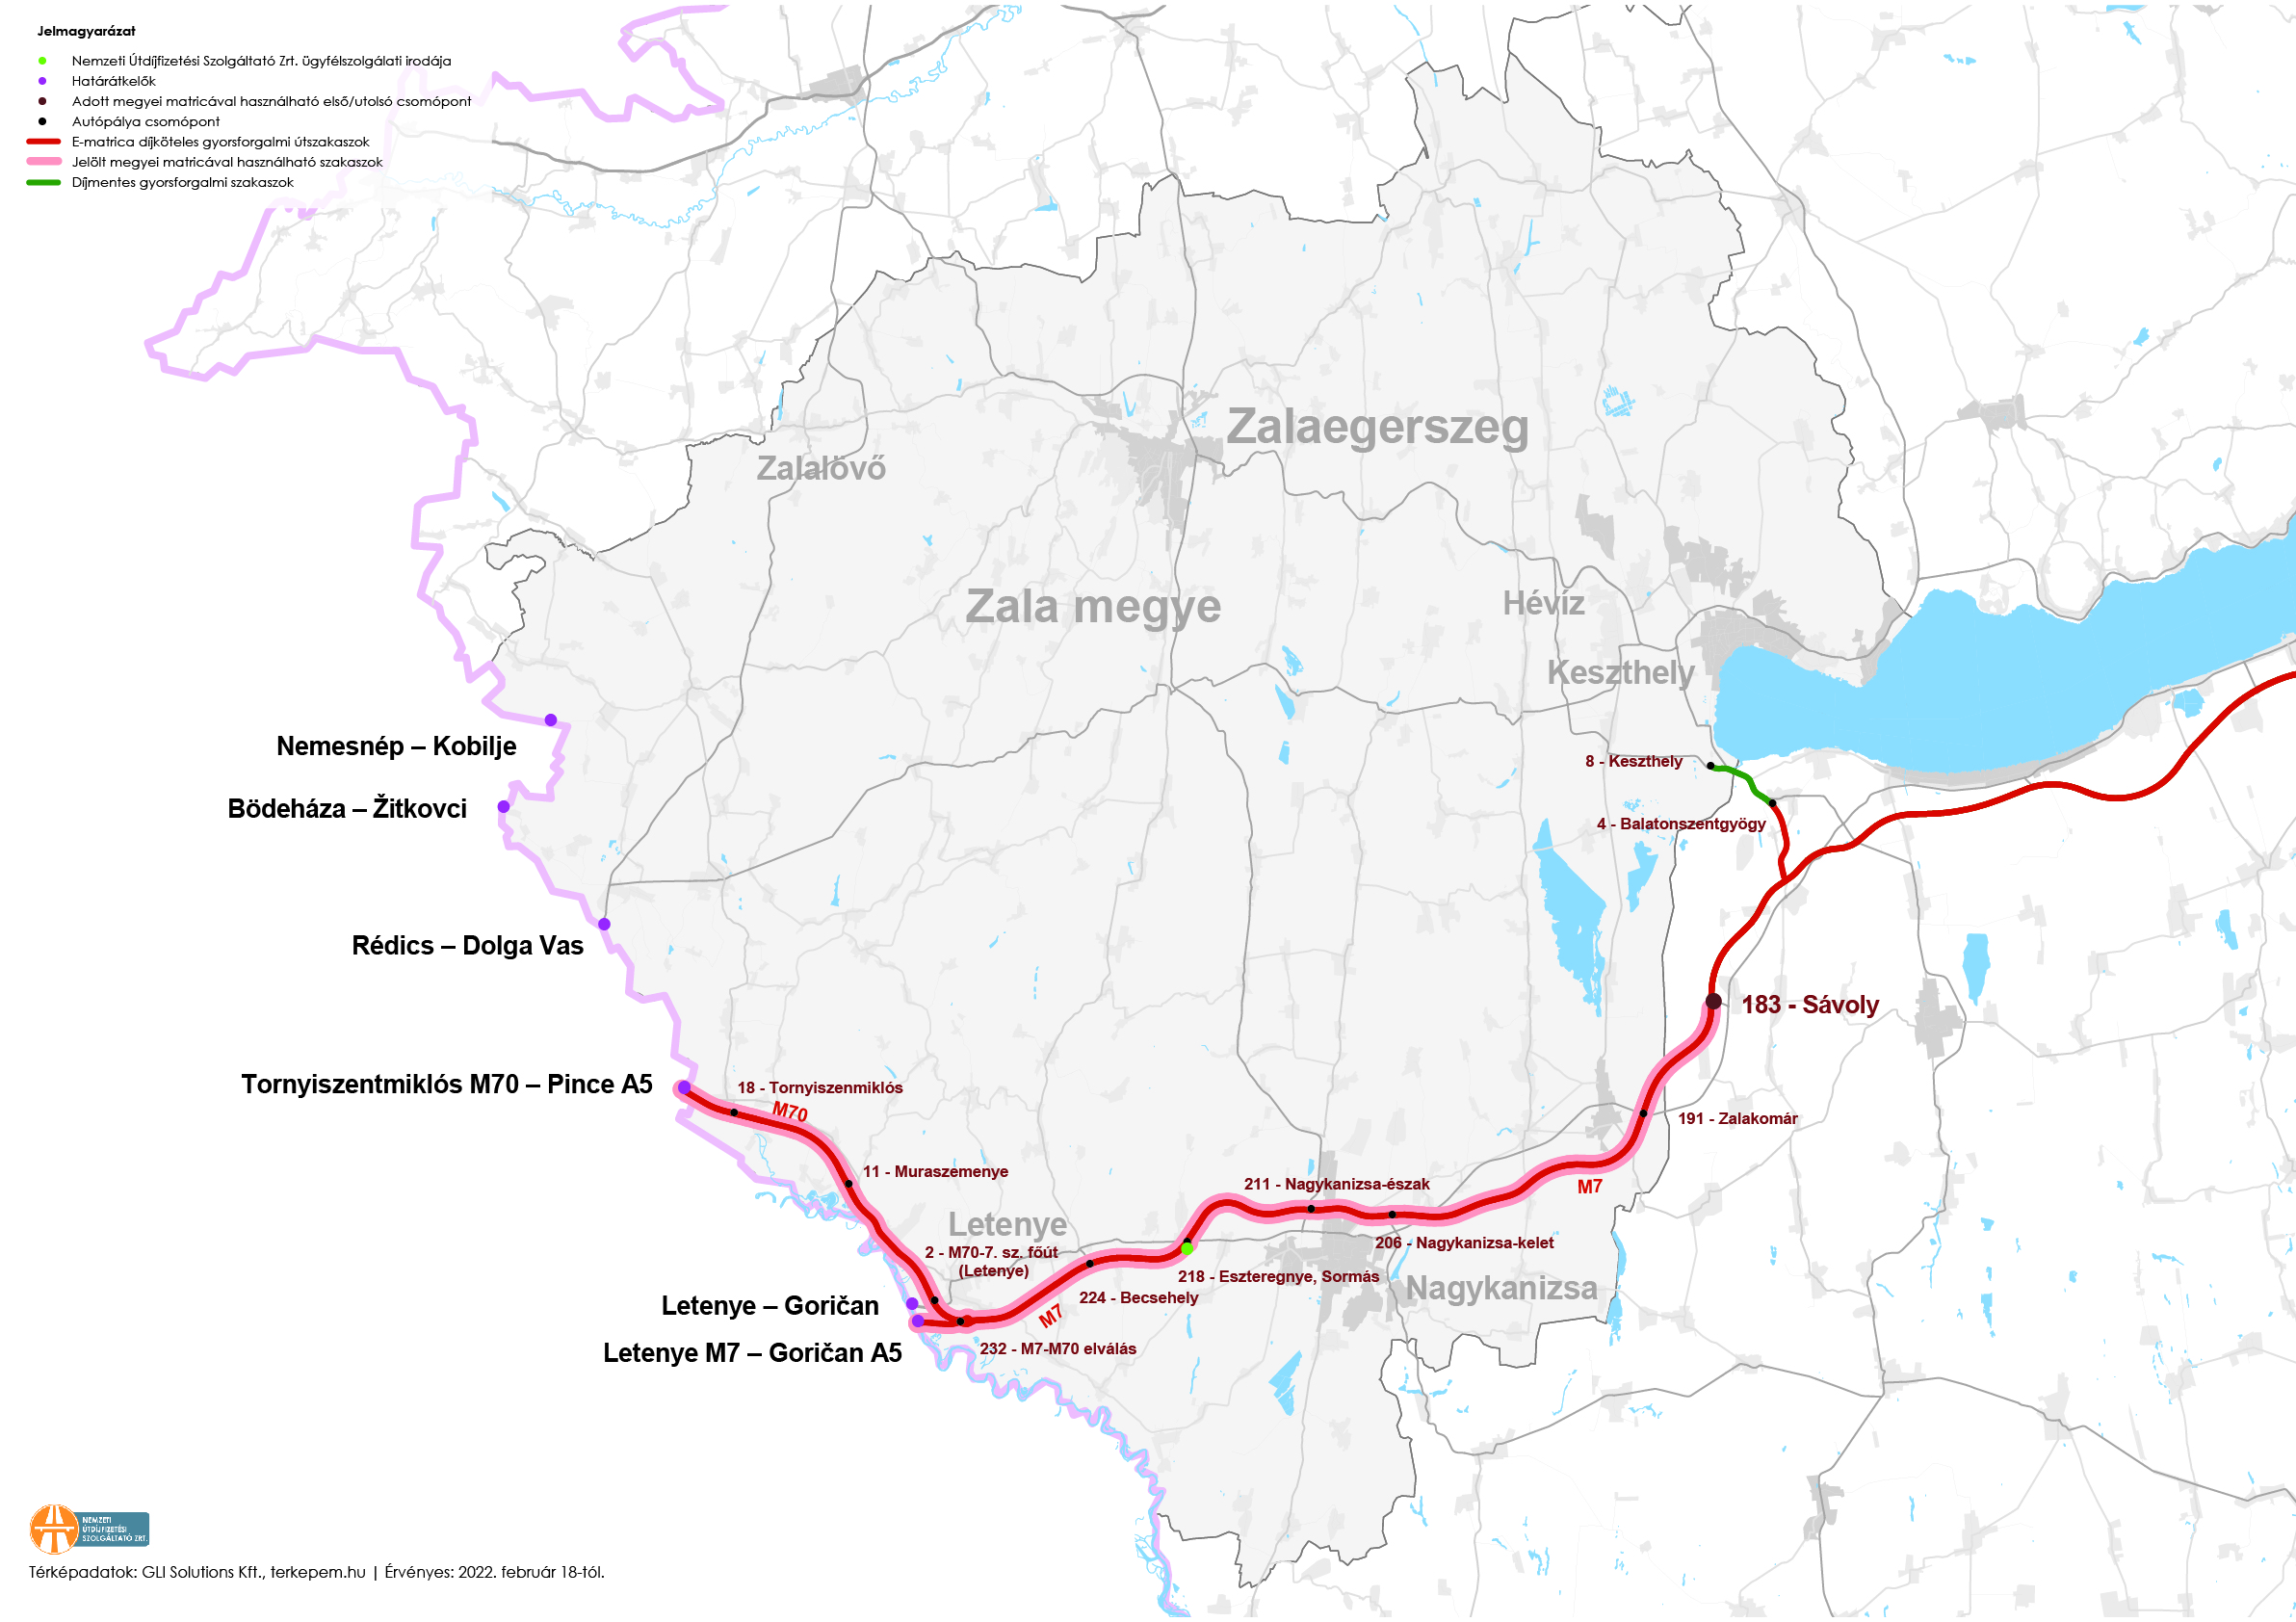 Jelmagyarázat
Nemzeti Útdíjfizetési Szolgáltató Zrt. ügyfélszolgálati irodája
Határátkelők
Adott megyei matricával használható első/utolsó csomópont
Autópálya csomópont
E-matrica díjköteles gyorsforgalmi útszakaszok
Jelölt megyei matricával használható szakaszok
Díjmentes gyorsforgalmi szakaszok
Zalaegerszeg
Zalalövő
Zala megye
Hévíz
Keszthely
Nemesnép – Kobilje
8 - Keszthely
Bödeháza – Žitkovci
4 - Balatonszentgyögy
Rédics – Dolga Vas
183 - Sávoly
Tornyiszentmiklós M70 – Pince A5
18 - Tornyiszenmiklós
M70
191 - Zalakomár
11 - Muraszemenye
211 - Nagykanizsa-észak
M7
Letenye
2 - M70-7. sz. főút
(Letenye)
206 - Nagykanizsa-kelet
218 - Eszteregnye, Sormás
Nagykanizsa
224 - Becsehely
Letenye – Goričan
M7
232 - M7-M70 elválás
Letenye M7 – Goričan A5
NEMZETI
ÚTDÍJFIZETÉSI
SZOLGÁLTATÓ ZRT.
Térképadatok: GLI Solutions Kft., terkepem.hu | Érvényes: 2022. február 18-tól.